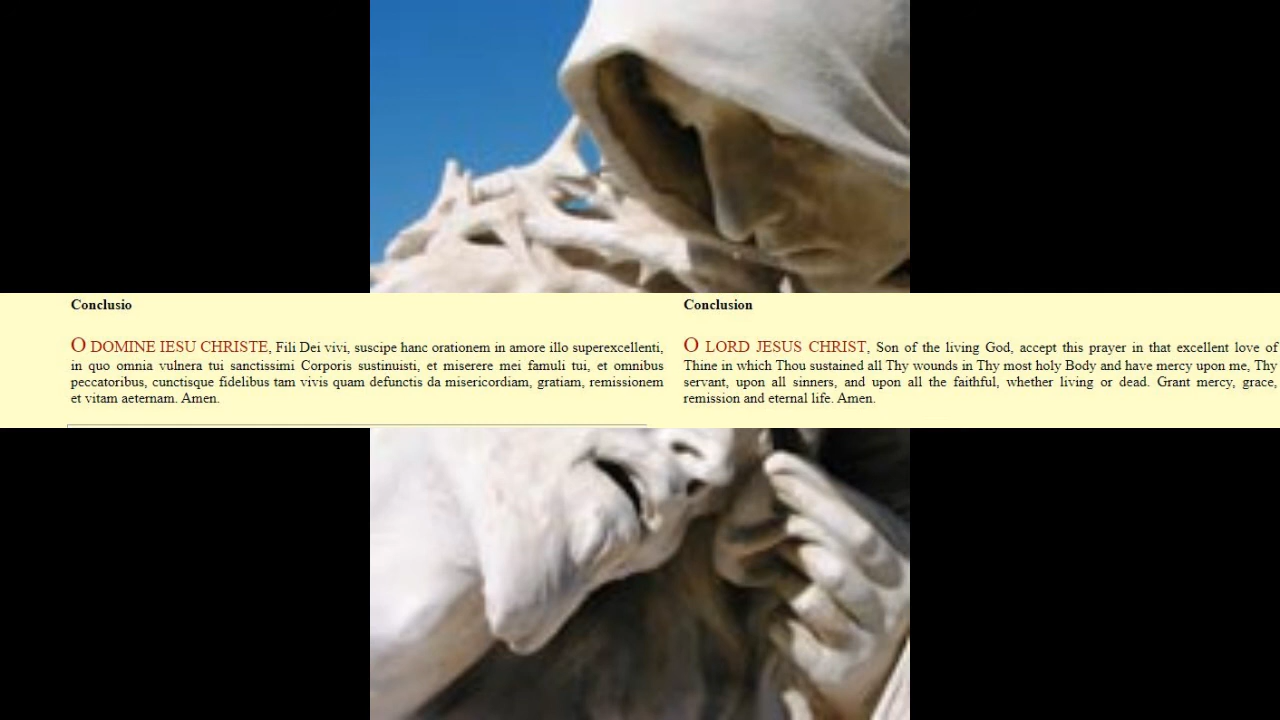 Conclusio
O DOMINE IESU CHRISTE, Fili Dei vivi, suscipe hanc orationem in amore illo superexcellenti,
in quo omnia vulnera tui sanctissimi Corporis sustinuisti, et miserere mei famuli tui, et omnibus
peccatoribus, cunctisque fidelibus tam vivis quam defunctis da misericordiam, gratiam, remissionem
et vitam aeternam. Amen.
Conclusion
O LORD JESUS CHRIST, Son of the living God, accept this prayer in that excellent love of
Thine in which Thou sustained all Thy wounds in Thy most holy Body and have mercy upon me, Thy
servant, upon all sinners, and upon all the faithful, whether living or dead. Grant mercy, grace,
remission and eternal life. Amen.